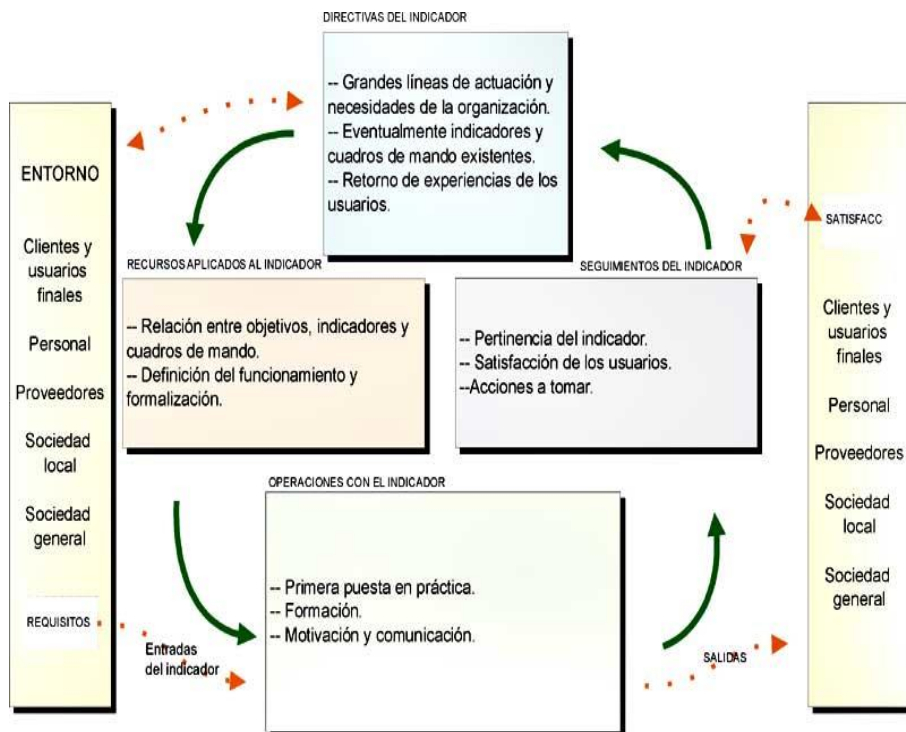 DIRECTIVAS DEL INDICADOR
-- Grandes líneas de actuación y
necesidades de la organización.
-- Eventualmente indicadores y
cuadros de mando existentes.
-- Retorno de experiencias de los
usuarios.
ENTORNO
Clientes y
usuarios
finales
Personal
Proveedores
Sociedad
local
Sociedad
general
REQUISITOS
RECURSOS APLICADOS AL INDICADOR
-- Relación entre objetivos, indicadores y
cuadros de mando.
-- Definición del funcionamiento y
formalización.
SEGUIMIENTOS DEL INDICADOR
-- Pertinencia del indicador.
-- Satisfacción de los usuarios.
--Acciones a tomar.
OPERACIONES CON EL INDICADOR
-- Primera puesta en práctica.
-- Formación.
-- Motivación y comunicación.
Entradas
del indicador
SALIDAS
SATISFACC
Clientes y
usuarios
finales
Personal
Proveedores
Sociedad
local
Sociedad
general